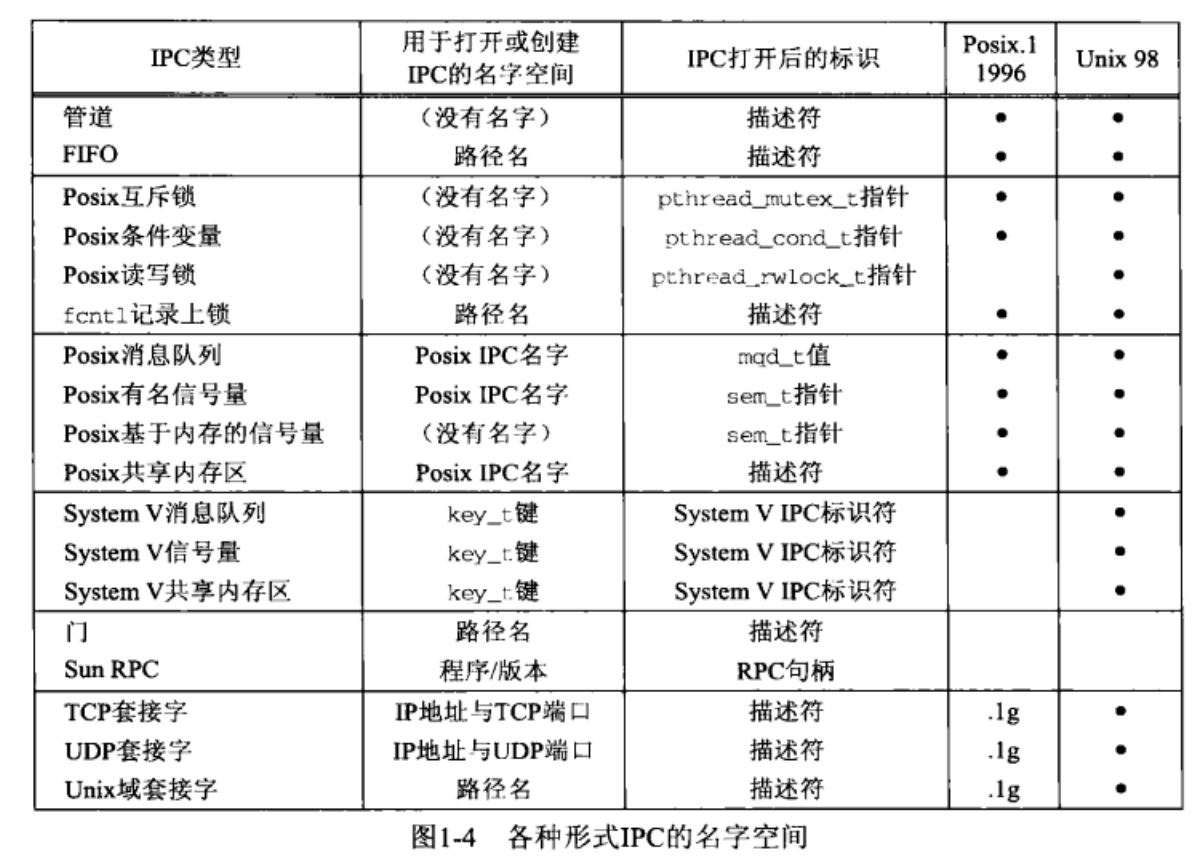 IPC类型 用于打开或创建 IPC打开后的标识 Posix.1 Unix 98
IPC的名字空间 1996
管道 （没有名字） 描述符 • •
FIFO 路径名 描述符 • •
Posix互斥锁 （没有名字） pthread_mutex_t指针 • •
Posix条件变量 （没有名字） pthread_cond_t指针 • •
Posix读写锁 （没有名字） pthread_rwlock_t指针 •
fcntl记录上锁 路径名 描述符 • •
Posix消息队列 Posix IPC名字 mqd_t值 • •
Posix有名信号量 Posix IPC名字 sem_t指针 • •
Posix基于内存的信号量 （没有名字） sem_t指针 • •
Posix共享内存区 Posix IPC名字 描述符 • •
System V消息队列 key_t键 System V IPC标识符 •
System V信号量 key_t键 System V IPC标识符 •
System V共享内存区 key_t键 System V IPC标识符 •
门 路径名 描述符
Sun RPC 程序/版本 RPC句柄
TCP套接字 IP地址与TCP端口 描述符 .1g •
UDP套接字 IP地址与UDP端口 描述符 .1g •
Unix域套接字 路径名 描述符 .1g •
图1-4 各种形式IPC的名字空间